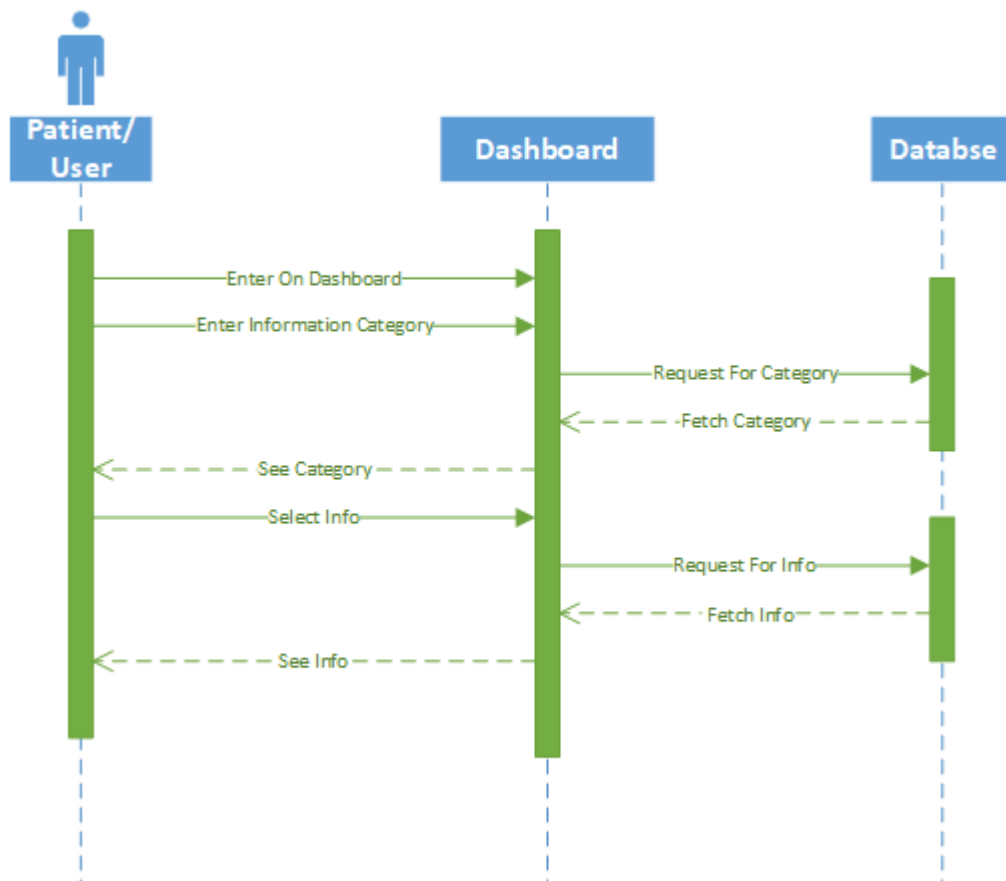 Patient/
User
Dashboard
Databse
Enter On Dashboard
Enter Information Category
Request For Category
Fetch Category
See Category
Select Info
Request For Info
Fetch Info
See Info